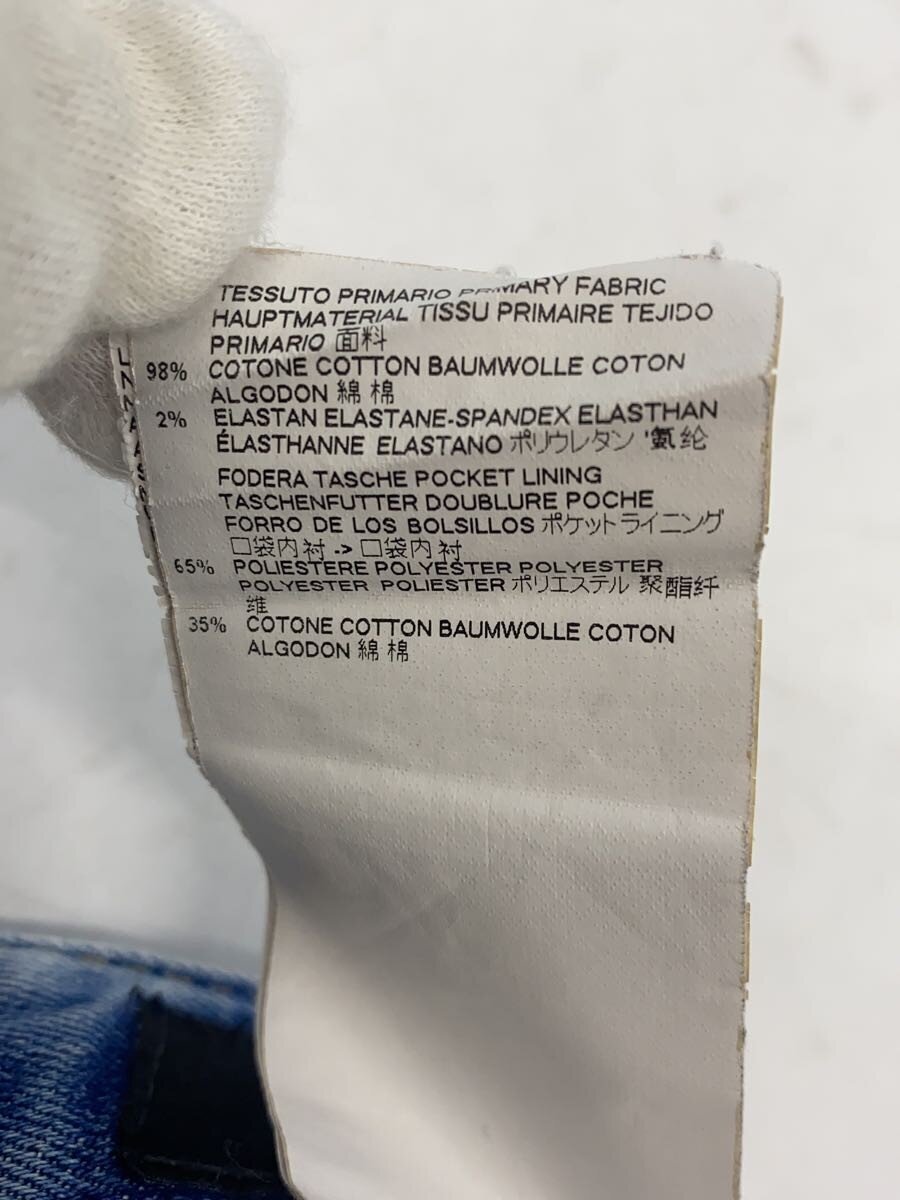 TESSUTO PRIMARIO PRIMARY FABRIC
HAUPTMATERIAL TISSU PRIMAIRE TEJIDO
PRIMARIO 面料
98% COTONE COTTON BAUMWOLLE COTON
ALGODON 綿 棉
2% ELASTAN ELASTANE-SPANDEX ELASTHAN
ÉLASTHANNE ELASTANO ポリウレタン '氨纶
FODERA TASCHE POCKET LINING
TASCHENFUTTER DOUBLURE POCHE
FORRO DE LOS BOLSILLOS ポケットライニング
口袋内衬 -> 口袋内衬
65% POLIESTERE POLYESTER POLYESTER
POLYESTER POLIESTER ポリエステル 聚酯纤
维
35% COTONE COTTON BAUMWOLLE COTON
ALGODON 綿 棉